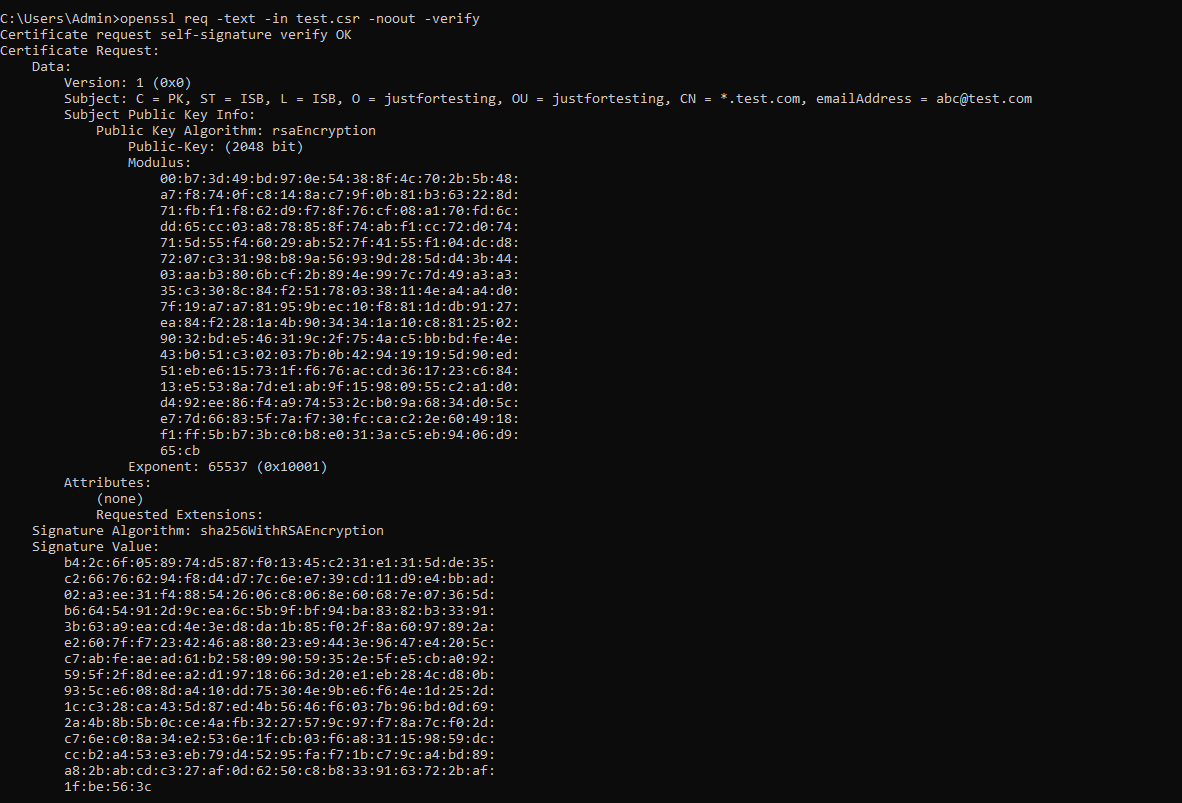 C:\Users\Admin>openssl req -text -in test.csr -noout -verify
Certificate request self-signature verify OK
Certificate Request:
Data:
Version: 1 (0x0)
Subject: C = PK, ST = ISB, L = ISB, O = justfortesting, OU = justfortesting, CN = *.test.com, emailAddress = abc@test.com
Subject Public Key Info:
Public Key Algorithm: rsaEncryption
Public-Key: (2048 bit)
Modulus:
00:b7:3d:49:bd:97:0e:54:38:8f:4c:70:2b:5b:48:
a7:f8:74:0f:c8:14:8a:c7:9f:0b:81:b3:63:22:8d:
71:fb:f1:f8:62:d9:f7:8f:76:cf:08:a1:70:fd:6c:
dd:65:cc:03:a8:78:85:8f:74:ab:f1:cc:72:d0:74:
71:5d:55:f4:60:29:ab:52:7f:41:55:f1:04:dc:d8:
72:07:c3:31:98:b8:9a:56:93:9d:28:5d:d4:3b:44:
03:aa:b3:80:6b:cf:2b:89:4e:99:7c:7d:49:a3:a3:
35:c3:30:8c:84:f2:51:78:03:38:11:4e:a4:a4:d0:
7f:19:a7:a7:81:95:9b:ec:10:f8:81:1d:db:91:27:
ea:84:f2:28:1a:4b:90:34:34:1a:10:c8:81:25:02:
90:32:bd:e5:46:31:9c:2f:75:4a:c5:bb:bd:fe:4e:
43:b0:51:c3:02:03:7b:0b:42:94:19:19:5d:90:ed:
51:eb:e6:15:73:1f:f6:76:ac:cd:36:17:23:c6:84:
13:e5:53:8a:7d:e1:ab:9f:15:98:09:55:c2:a1:d0:
d4:92:ee:86:f4:a9:74:53:2c:b0:9a:68:34:d0:5c:
e7:7d:66:83:5f:7a:f7:30:fc:ca:c2:2e:60:49:18:
f1:ff:5b:b7:3b:c0:b8:e0:31:3a:c5:eb:94:06:d9:
65:cb
Exponent: 65537 (0x10001)
Attributes:
(none)
Requested Extensions:
Signature Algorithm: sha256WithRSAEncryption
Signature Value:
b4:2c:6f:05:89:74:d5:87:f0:13:45:c2:31:e1:31:5d:de:35:
c2:66:76:62:94:f8:d4:d7:7c:6e:e7:39:cd:11:d9:e4:bb:ad:
02:a3:ee:31:f4:88:54:26:06:c8:06:8e:60:68:7e:07:36:5d:
b6:64:54:91:2d:9c:ea:6c:5b:9f:bf:94:ba:83:82:b3:33:91:
3b:63:a9:ea:cd:4e:3e:d8:da:1b:85:f0:2f:8a:60:97:89:2a:
e2:60:7f:f7:23:42:46:a8:80:23:e9:44:3e:96:47:e4:20:5c:
c7:ab:fe:ae:ad:61:b2:58:09:90:59:35:2e:5f:e5:cb:a0:92:
59:5f:2f:8d:ee:a2:d1:97:18:66:3d:20:e1:eb:28:4c:d8:0b:
93:5c:e6:08:8d:a4:10:dd:75:30:4e:9b:e6:f6:4e:1d:25:2d:
1c:c3:28:ca:43:5d:87:ed:4b:56:46:f6:03:7b:96:bd:0d:69:
2a:4b:8b:5b:0c:ce:4a:fb:32:27:57:9c:97:f7:8a:7c:f0:2d:
c7:6e:c0:8a:34:e2:53:6e:1f:cb:03:f6:a8:31:15:98:59:dc:
cc:b2:a4:53:e3:eb:79:d4:52:95:fa:f7:1b:c7:9c:a4:bd:89:
a8:2b:ab:cd:c3:27:af:0d:62:50:c8:b8:33:91:63:72:2b:af:
1f:be:56:3c